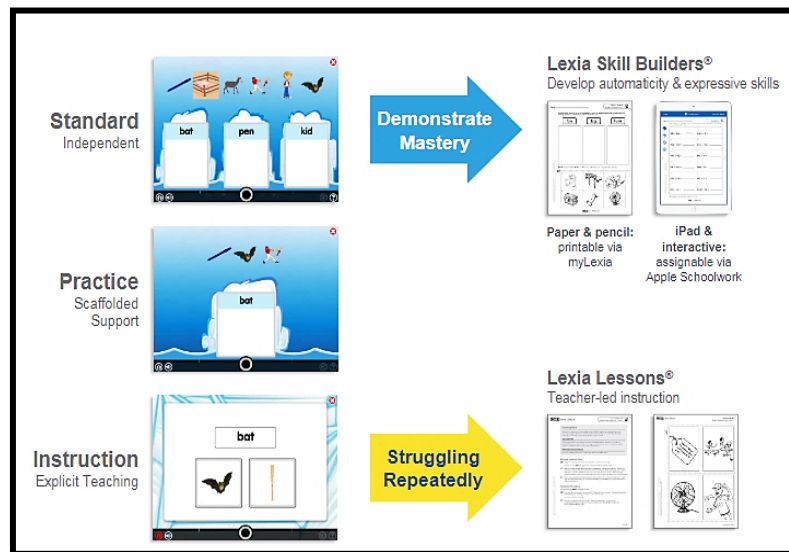 Standard
Independent
bat
pen
kid
Demonstrate
Mastery
Lexia Skill Builders®
Develop automaticity & expressive skills
Paper & pencil:
printable via
myLexia
iPad &
interactive:
assignable via
Apple Schoolwork
Practice
Scaffolded
Support
bat
Instruction
Explicit Teaching
bat
Struggling
Repeatedly
Lexia Lessons®
Teacher-led instruction